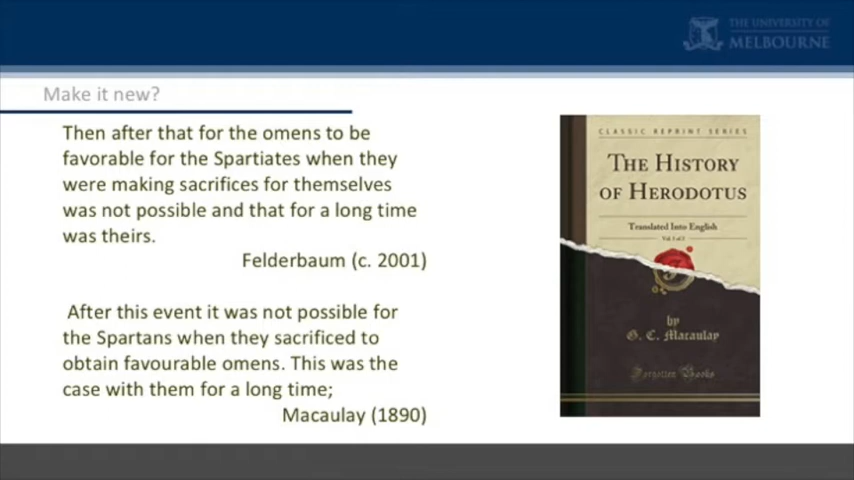 THE UNIVERSITY OF
MELBOURNE
Make it new?
Then after that for the omens to be
favorable for the Spartiates when they
were making sacrifices for themselves
was not possible and that for a long time
was theirs.
Felderbaum (c. 2001)
After this event it was not possible for
the Spartans when they sacrificed to
obtain favourable omens. This was the
case with them for a long time;
Macaulay (1890)
CLASSIC REPRINT SERIES
THE HISTORY
OF HERODOTUS
Translated Into English
by
G. C. Macaulay
Forgotten Books